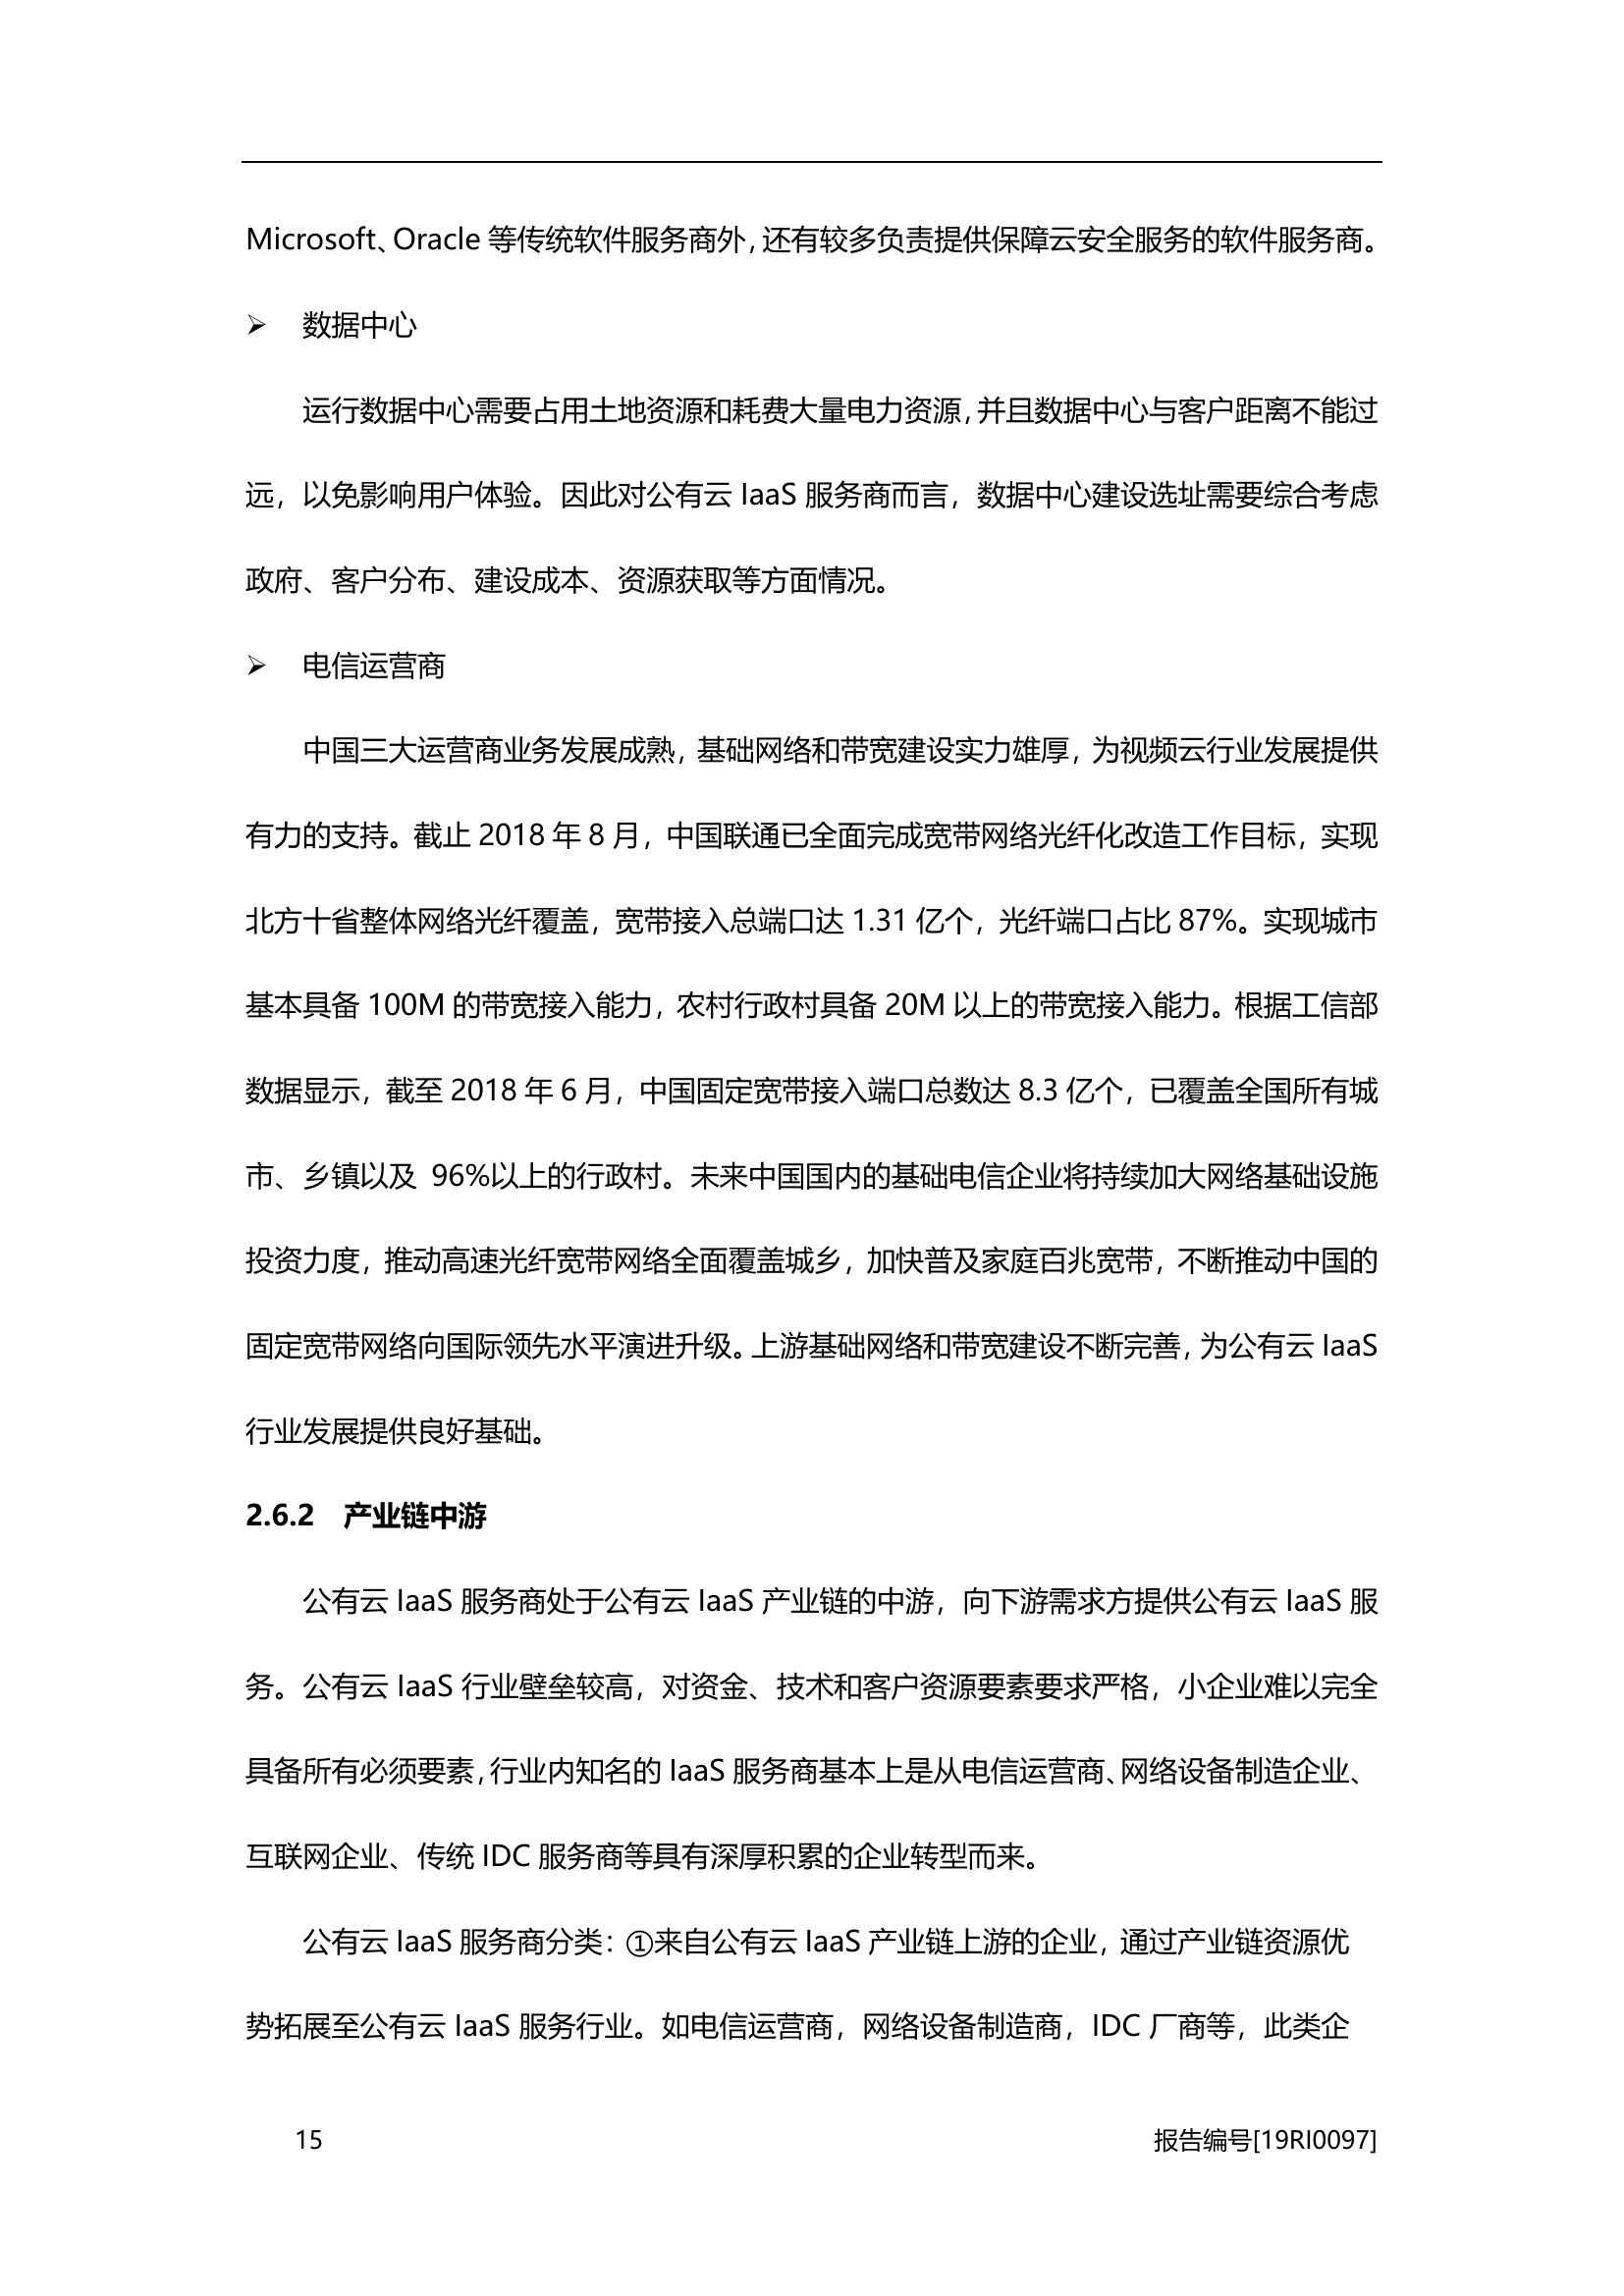 Microsoft、Oracle 等传统软件服务商外，还有较多负责提供保障云安全服务的软件服务商。
➢ 数据中心
运行数据中心需要占用土地资源和耗费大量电力资源，并且数据中心与客户距离不能过
远，以免影响用户体验。因此对公有云 IaaS 服务商而言，数据中心建设选址需要综合考虑
政府、客户分布、建设成本、资源获取等方面情况。
➢ 电信运营商
中国三大运营商业务发展成熟，基础网络和带宽建设实力雄厚，为视频云行业发展提供
有力的支持。截止 2018 年 8 月，中国联通已全面完成宽带网络光纤化改造工作目标，实现
北方十省整体网络光纤覆盖，宽带接入总端口达 1.31 亿个，光纤端口占比 87%。实现城市
基本具备 100M 的带宽接入能力，农村行政村具备 20M 以上的带宽接入能力。根据工信部
数据显示，截至 2018 年 6 月，中国固定宽带接入端口总数达 8.3 亿个，已覆盖全国所有城
市、乡镇以及 96%以上的行政村。未来中国国内的基础电信企业将持续加大网络基础设施
投资力度，推动高速光纤宽带网络全面覆盖城乡，加快普及家庭百兆宽带，不断推动中国的
固定宽带网络向国际领先水平演进升级。上游基础网络和带宽建设不断完善，为公有云 IaaS
行业发展提供良好基础。
2.6.2 产业链中游
公有云 IaaS 服务商处于公有云 IaaS 产业链的中游，向下游需求方提供公有云 IaaS 服
务。公有云 IaaS 行业壁垒较高，对资金、技术和客户资源要素要求严格，小企业难以完全
具备所有必须要素，行业内知名的 IaaS 服务商基本上是从电信运营商、网络设备制造企业、
互联网企业、传统 IDC 服务商等具有深厚积累的企业转型而来。
公有云 IaaS 服务商分类：①来自公有云 IaaS 产业链上游的企业，通过产业链资源优
势拓展至公有云 IaaS 服务行业。如电信运营商，网络设备制造商，IDC 厂商等，此类企
15
报告编号[19RI0097]